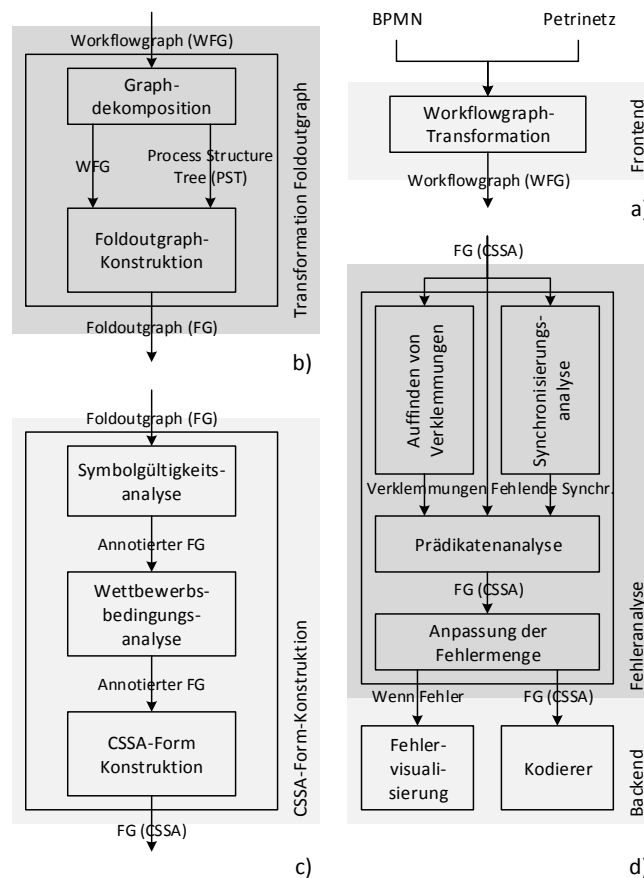 BPMN
Petrinetz
Workflowgraph-
Transformation
Workflowgraph (WFG)
Frontend
a)
Workflowgraph (WFG)
Graph-
dekomposition
WFG
Process Structure
Tree (PST)
Foldoutgraph-
Konstruktion
Foldoutgraph (FG)
Transformation Foldoutgraph
b)
Foldoutgraph (FG)
Symbolgültigkeits-
analyse
Annotierter FG
Wettbewerbs-
bedingungs-
analyse
Annotierter FG
CSSA-Form
Konstruktion
FG (CSSA)
CSSA-Form-Konstruktion
c)
FG (CSSA)
Auffinden von
Verklemmungen
Synchronisierungs-
analyse
Verklemmungen
Fehlende Synchr.
Prädikatenanalyse
FG (CSSA)
Anpassung der
Fehlermenge
Fehleranalyse
Wenn Fehler
FG (CSSA)
Fehler-
visuali-
sierung
Kodierer
Backend
d)